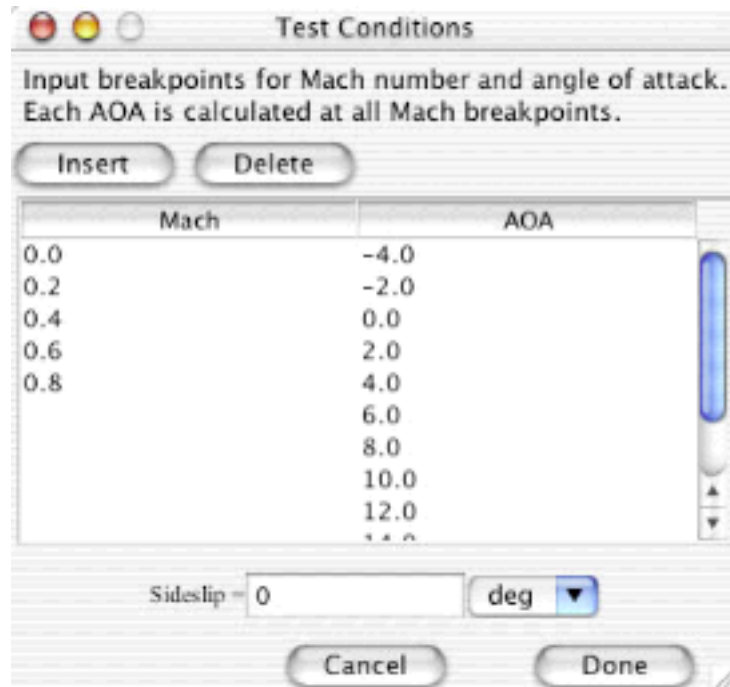 Test Conditions
Input breakpoints for Mach number and angle of attack.
Each AOA is calculated at all Mach breakpoints.
Insert Delete
Mach AOA
0.0 -4.0
0.2 -2.0
0.4 0.0
0.6 2.0
0.8 4.0
6.0
8.0
10.0
12.0
Sideslip = 0 deg
Cancel Done